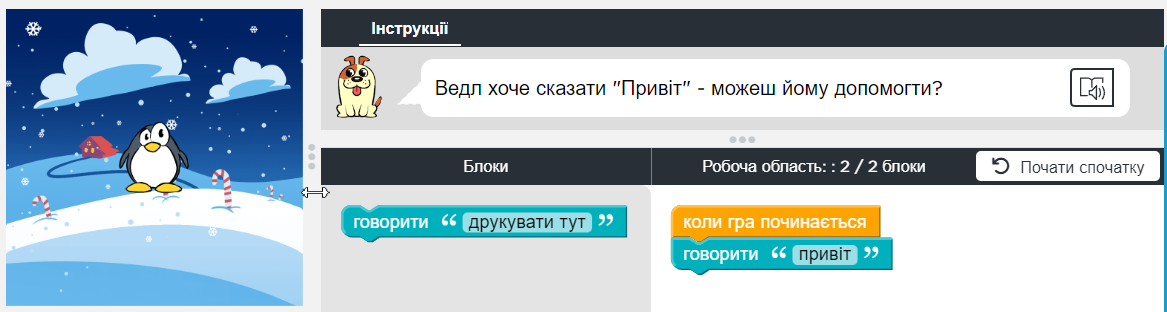 Інструкції
Ведл хоче сказати "Привіт" - можеш йому допомогти?
Блоки
Робоча область: : 2 / 2 блоки
Почати спочатку
говорити “ друкувати тут ”
коли гра починається
говорити “ привіт ”